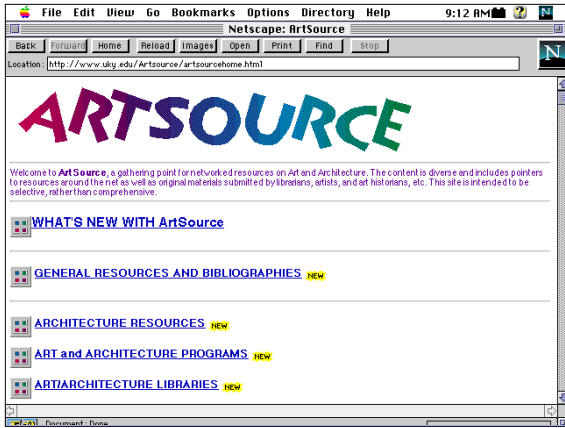 File Edit View Go Bookmarks Options Directory Help 9:12 AM
Netscape: ArtSource
Back Forward Home Reload Images Open Print Find Stop
N
Location: http://www.uky.edu/Artsource/artsourcehome.html
ARTSOURCE
Welcome to ArtSource, a gathering point for networked resources on Art and Architecture. The content is diverse and includes pointers
to resources around the net as well as original materials submitted by librarians, artists, and art historians, etc. This site is intended to be
selective, rather than comprehensive.
WHAT'S NEW WITH ArtSource
GENERAL RESOURCES AND BIBLIOGRAPHIES NEW
ARCHITECTURE RESOURCES NEW
ART and ARCHITECTURE PROGRAMS NEW
ART/ARCHITECTURE LIBRARIES NEW
Document: Done